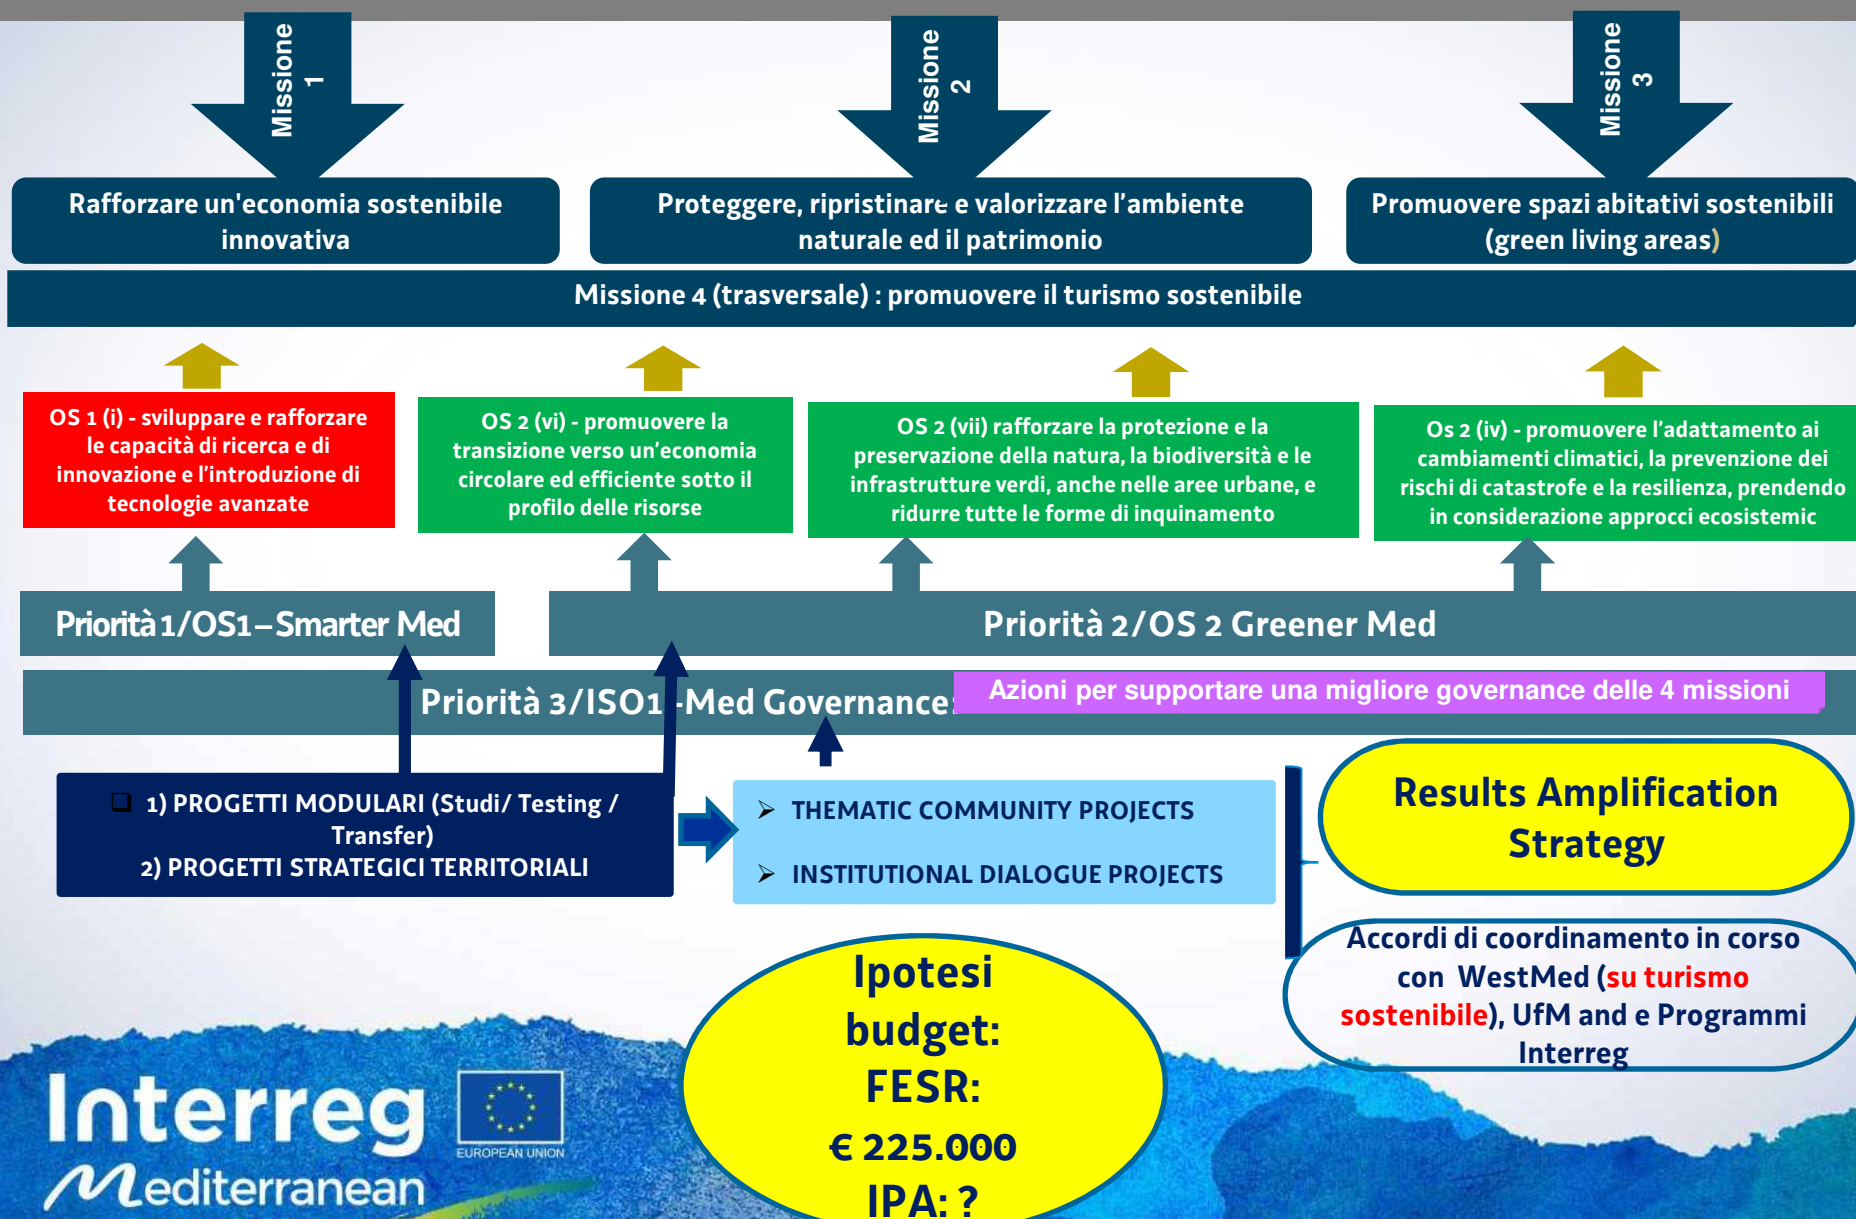 Missione
1
Missione
2
Missione
3
Rafforzare un'economia sostenibile
innovativa
Proteggere, ripristinare e valorizzare l'ambiente
naturale ed il patrimonio
Promuovere spazi abitativi sostenibili
(green living areas)
Missione 4 (trasversale) : promuovere il turismo sostenibile
OS 1 (i) - sviluppare e rafforzare
le capacità di ricerca e di
innovazione e l'introduzione di
tecnologie avanzate
OS 2 (vi) - promuovere la
transizione verso un'economia
circolare ed efficiente sotto il
profilo delle risorse
OS 2 (vii) rafforzare la protezione e la
preservazione della natura, la biodiversità e le
infrastrutture verdi, anche nelle aree urbane, e
ridurre tutte le forme di inquinamento
Os 2 (iv) - promuovere l'adattamento ai
cambiamenti climatici, la prevenzione dei
rischi di catastrofe e la resilienza, prendendo
in considerazione approcci ecosistemic
Priorità 1/OS1 – Smarter Med
Priorità 2/OS 2 Greener Med
Priorità 3/ISO1 -Med Governance:
Azioni per supportare una migliore governance delle 4 missioni
1) PROGETTI MODULARI (Studi/ Testing /
Transfer)
2) PROGETTI STRATEGICI TERRITORIALI
THEMATIC COMMUNITY PROJECTS
INSTITUTIONAL DIALOGUE PROJECTS
Results Amplification
Strategy
Accordi di coordinamento in corso
con WestMed (su turismo
sostenibile), UfM and e Programmi
Interreg
Ipotesi
budget:
FESR:
€ 225.000
IPA: ?
Interreg
EUROPEAN UNION
Mediterranean